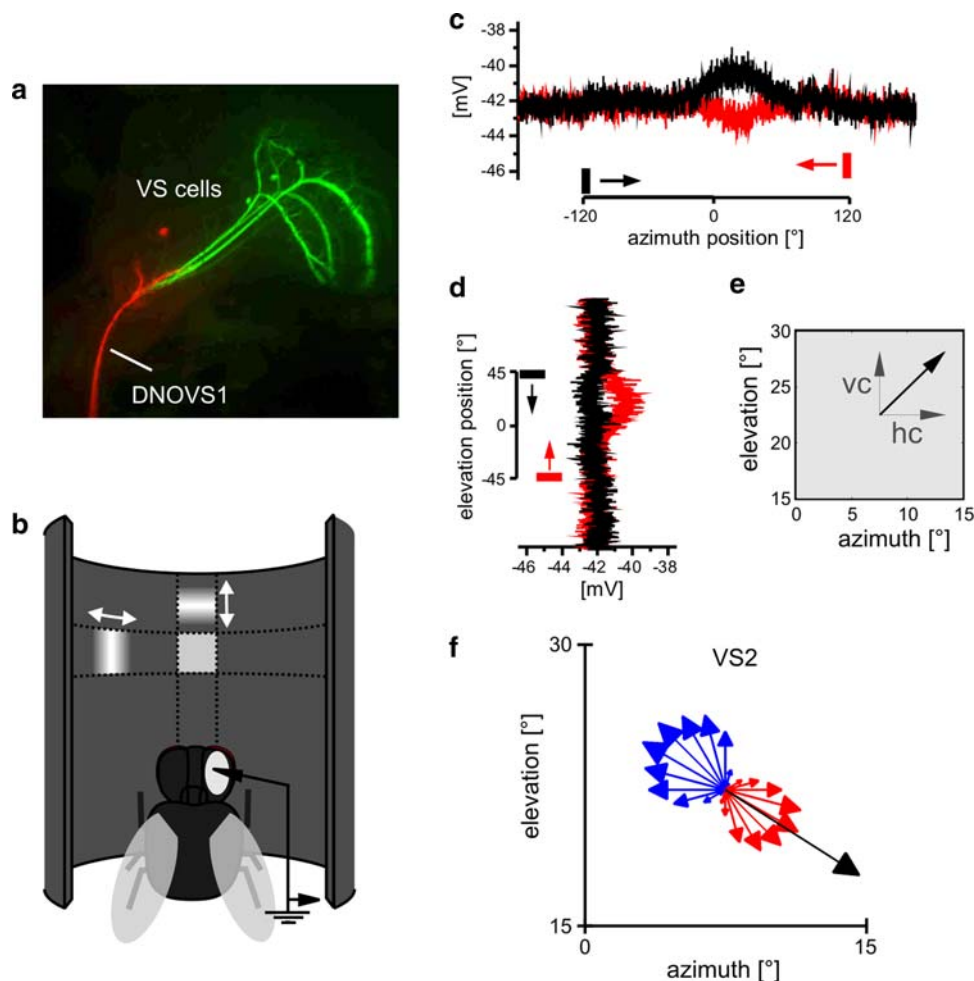 a
VS cells
DNOVS1
b
c
[mV]
-38
-40
-42
-44
-46
-120
0
120
azimuth position [°]
d
elevation position [°]
45
0
-45
-46 -44 -42 -40 -38
[mV]
e
elevation [°]
30
25
20
15
vc
hc
0 5 10 15
azimuth [°]
f
VS2
30
elevation [°]
15
0
15
azimuth [°]